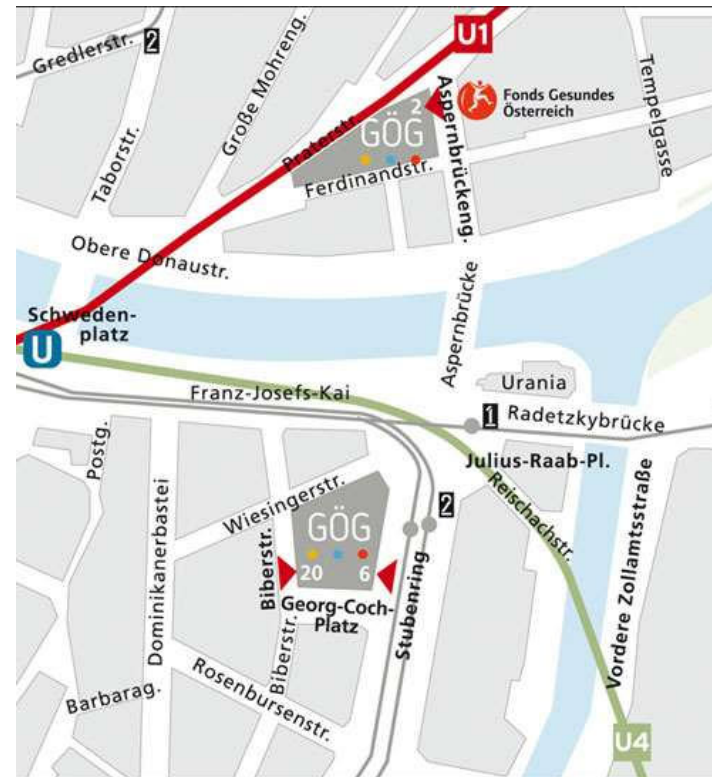 U1
2
Gredlerstr.
Große Mohreng.
Tempelgasse
Aspernbrückeng.
2
Fonds Gesundes
Österreich
GÖG
Praterstr.
Taborstr.
Ferdinandstr.
Obere Donaustr.
Aspernbrücke
Schweden-
platz
U
Urania
Franz-Josefs-Kai
1
Radetzkybrücke
Postg.
Julius-Raab-Pl.
Wiesingerstr.
Reischachstr.
2
GÖG
Dominikanerbastei
Biberstr.
20
6
Stubenring
Vordere Zollamtsstraße
Georg-Coch-
Platz
Biberstr.
Rosenbursenstr.
Barbarag.
U4